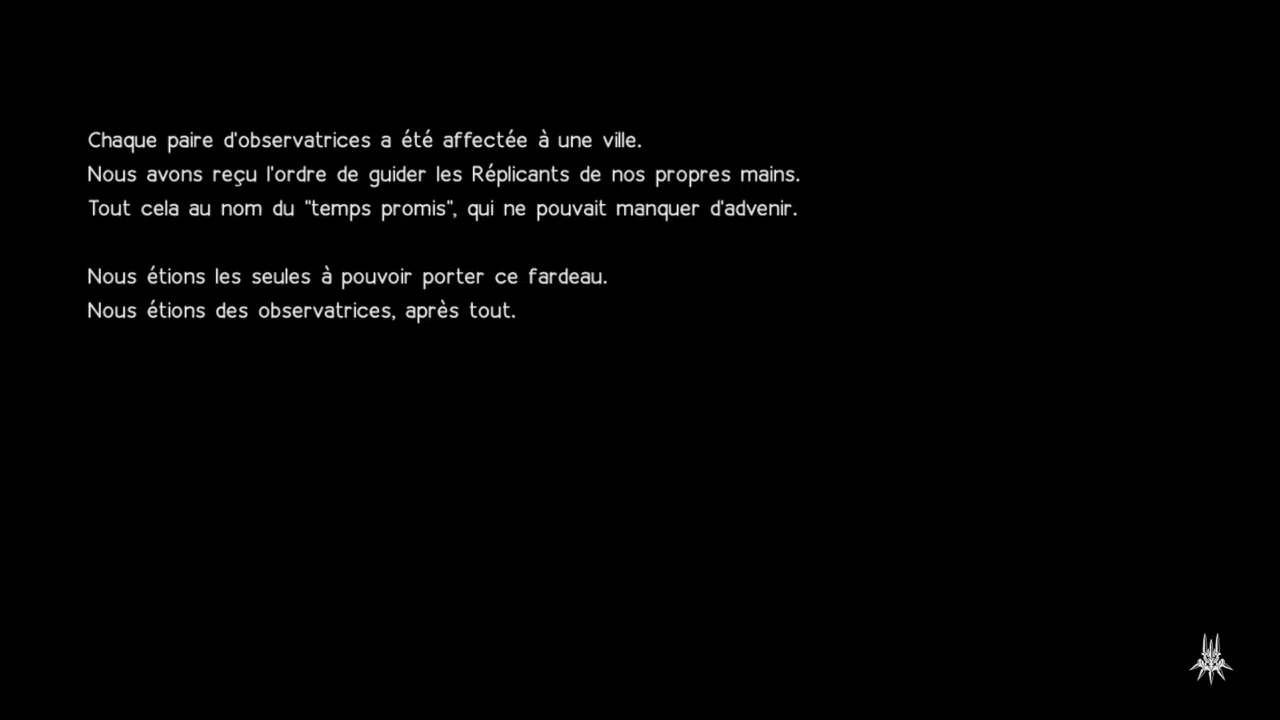 Chaque paire d'observatrices a été affectée à une ville.
Nous avons reçu l'ordre de guider les Réplicants de nos propres mains.
Tout cela au nom du "temps promis", qui ne pouvait manquer d'advenir.
Nous étions les seules à pouvoir porter ce fardeau.
Nous étions des observatrices, après tout.